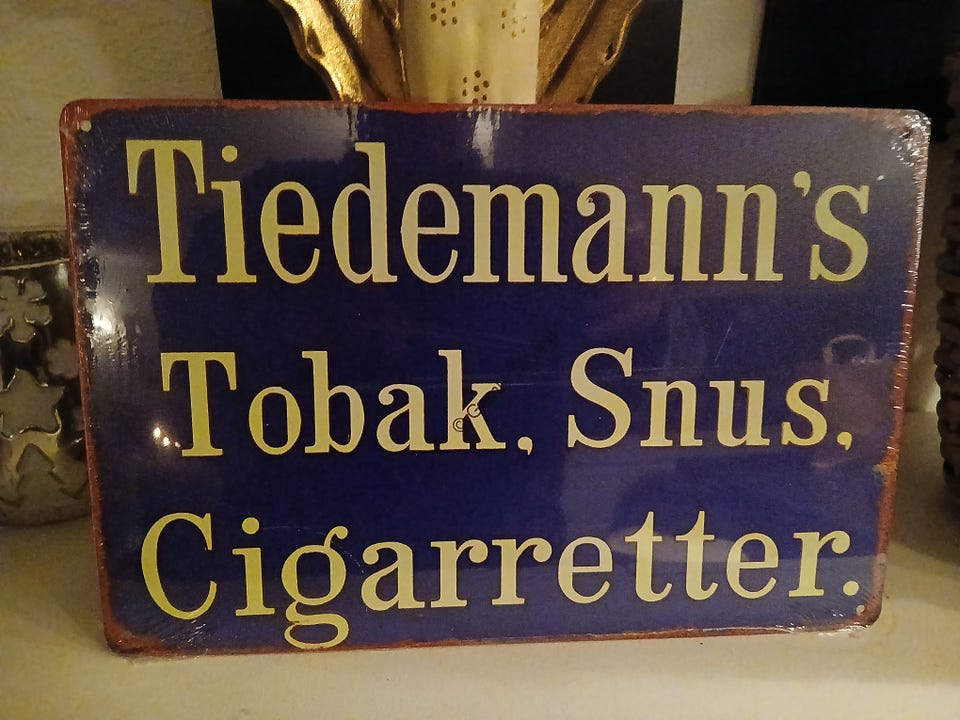 Tiedemann's
Tobak, Snus,
Cigarretter.